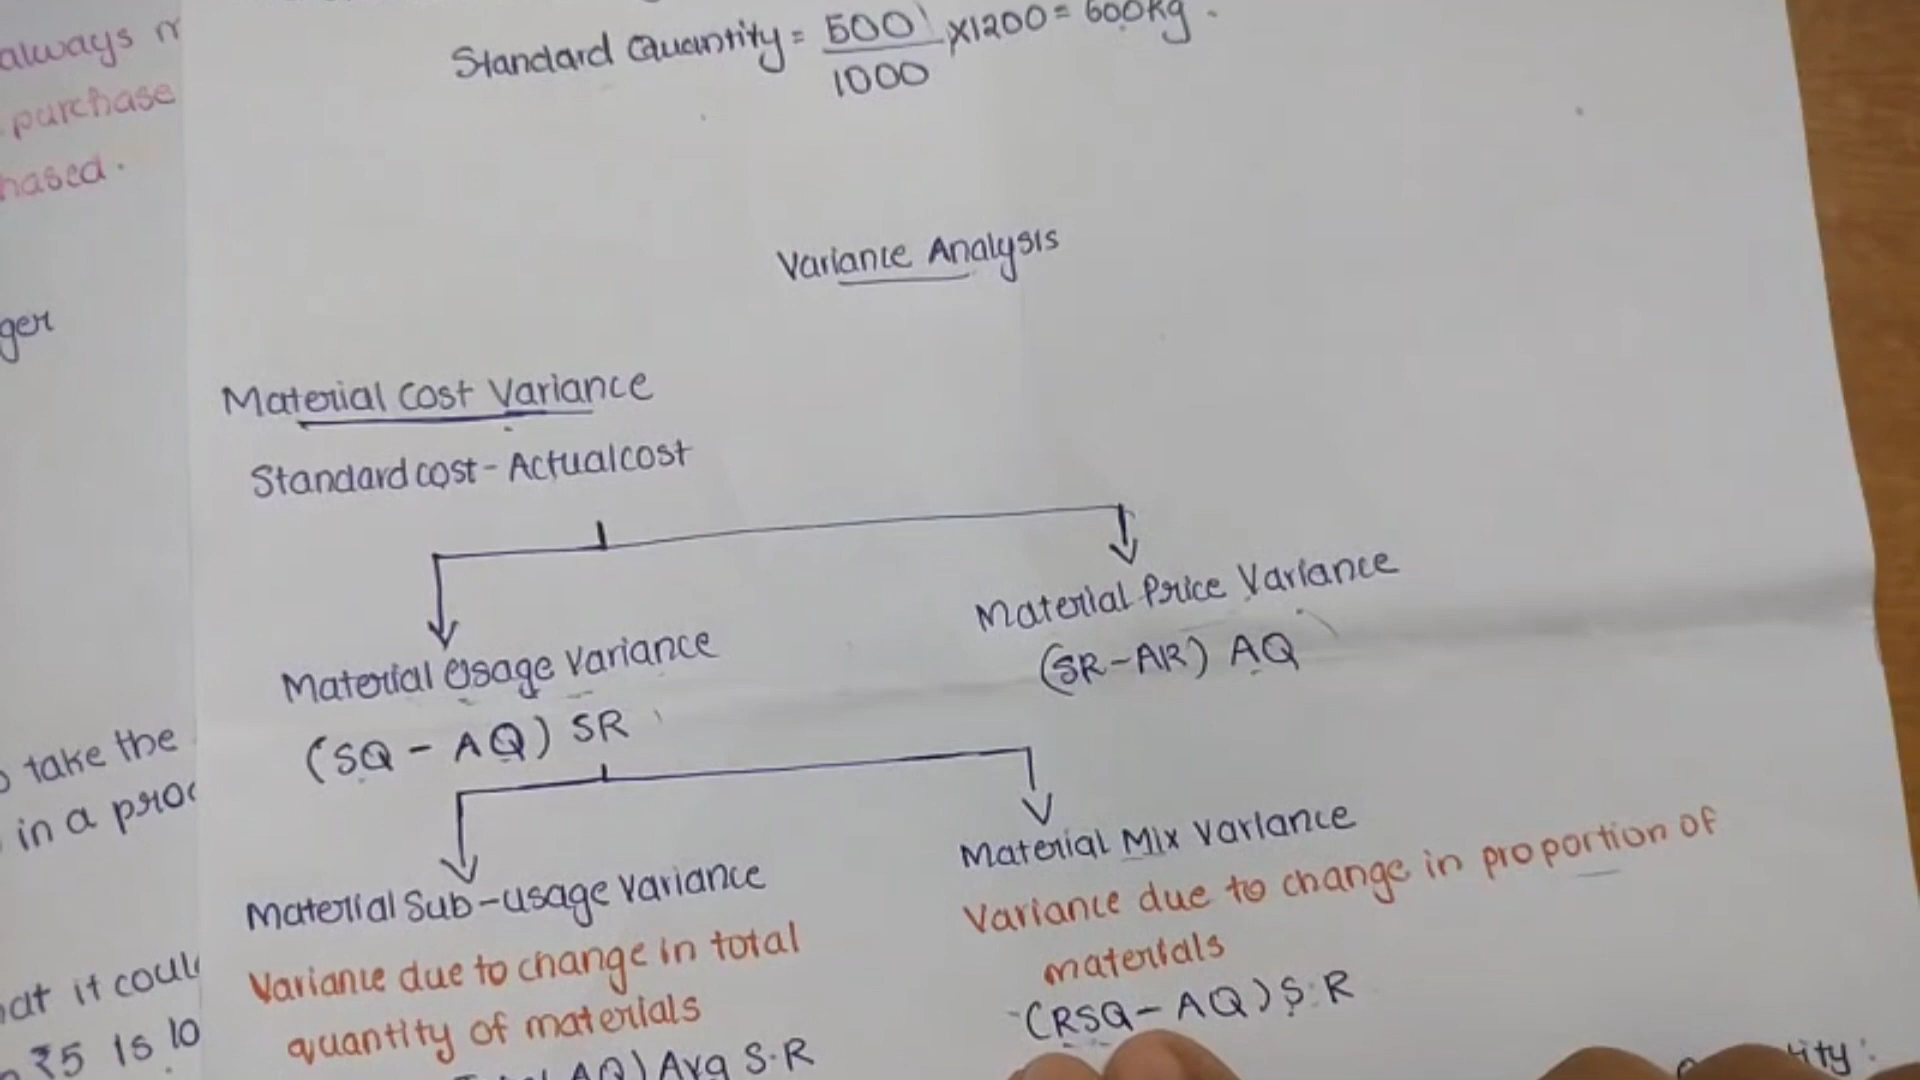 always
purchase
hased.
ger
take the
in a proc
it coul
₹5 is lo
Standard Quantity = 500/1000 x1200 = 600kg.
Variance Analysis
Material Cost Variance
Standard cost - Actual cost
Material Usage Variance
(SQ - AQ) SR
Material Price Variance
(SR - AR) AQ
Material Sub-usage Variance
Variance due to change in total
quantity of materials
AQ) Avg S.R
Material Mix Variance
Variance due to change in proportion of
materials
(RSQ - AQ) S.R
ity: